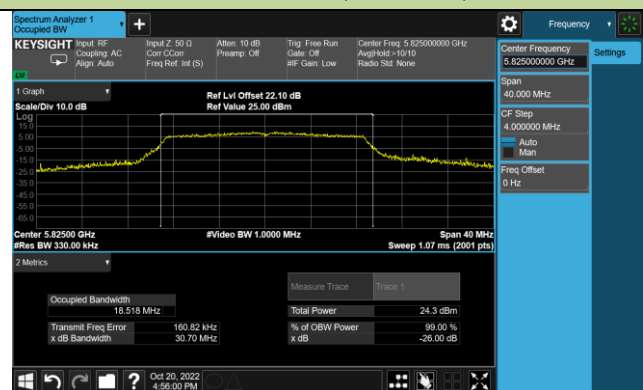 Spectrum Analyzer 1
Occupied BW
+
Frequency
KEYSIGHT Input: RF Input Z: 50 Ω Atten: 10 dB Trig: Free Run Center Freq: 5.825000000 GHz
Coupling: AC Corr CCorr Preamp: Off Gate: Off Avg|Hold:>10/10
Align: Auto Freq Ref: Int (S) #IF Gain: Low Radio Std: None
LW
Center Frequency
5.825000000 GHz
Settings
Span
40.000 MHz
CF Step
4.000000 MHz
Auto
Man
Freq Offset
0 Hz
1 Graph
Scale/Div 10.0 dB
Ref Lvl Offset 22.10 dB
Ref Value 25.00 dBm
Log
15.0
5.00
-5.00
-15.0
-25.0
-35.0
-45.0
-55.0
-65.0
Center 5.82500 GHz #Video BW 1.0000 MHz Span 40 MHz
#Res BW 330.00 kHz Sweep 1.07 ms (2001 pts)
2 Metrics
Measure Trace Trace 1
Occupied Bandwidth
18.518 MHz
Total Power 24.3 dBm
Transmit Freq Error 160.82 kHz % of OBW Power 99.00 %
x dB Bandwidth 30.70 MHz x dB -26.00 dB
? Oct 20, 2022
4:56:00 PM